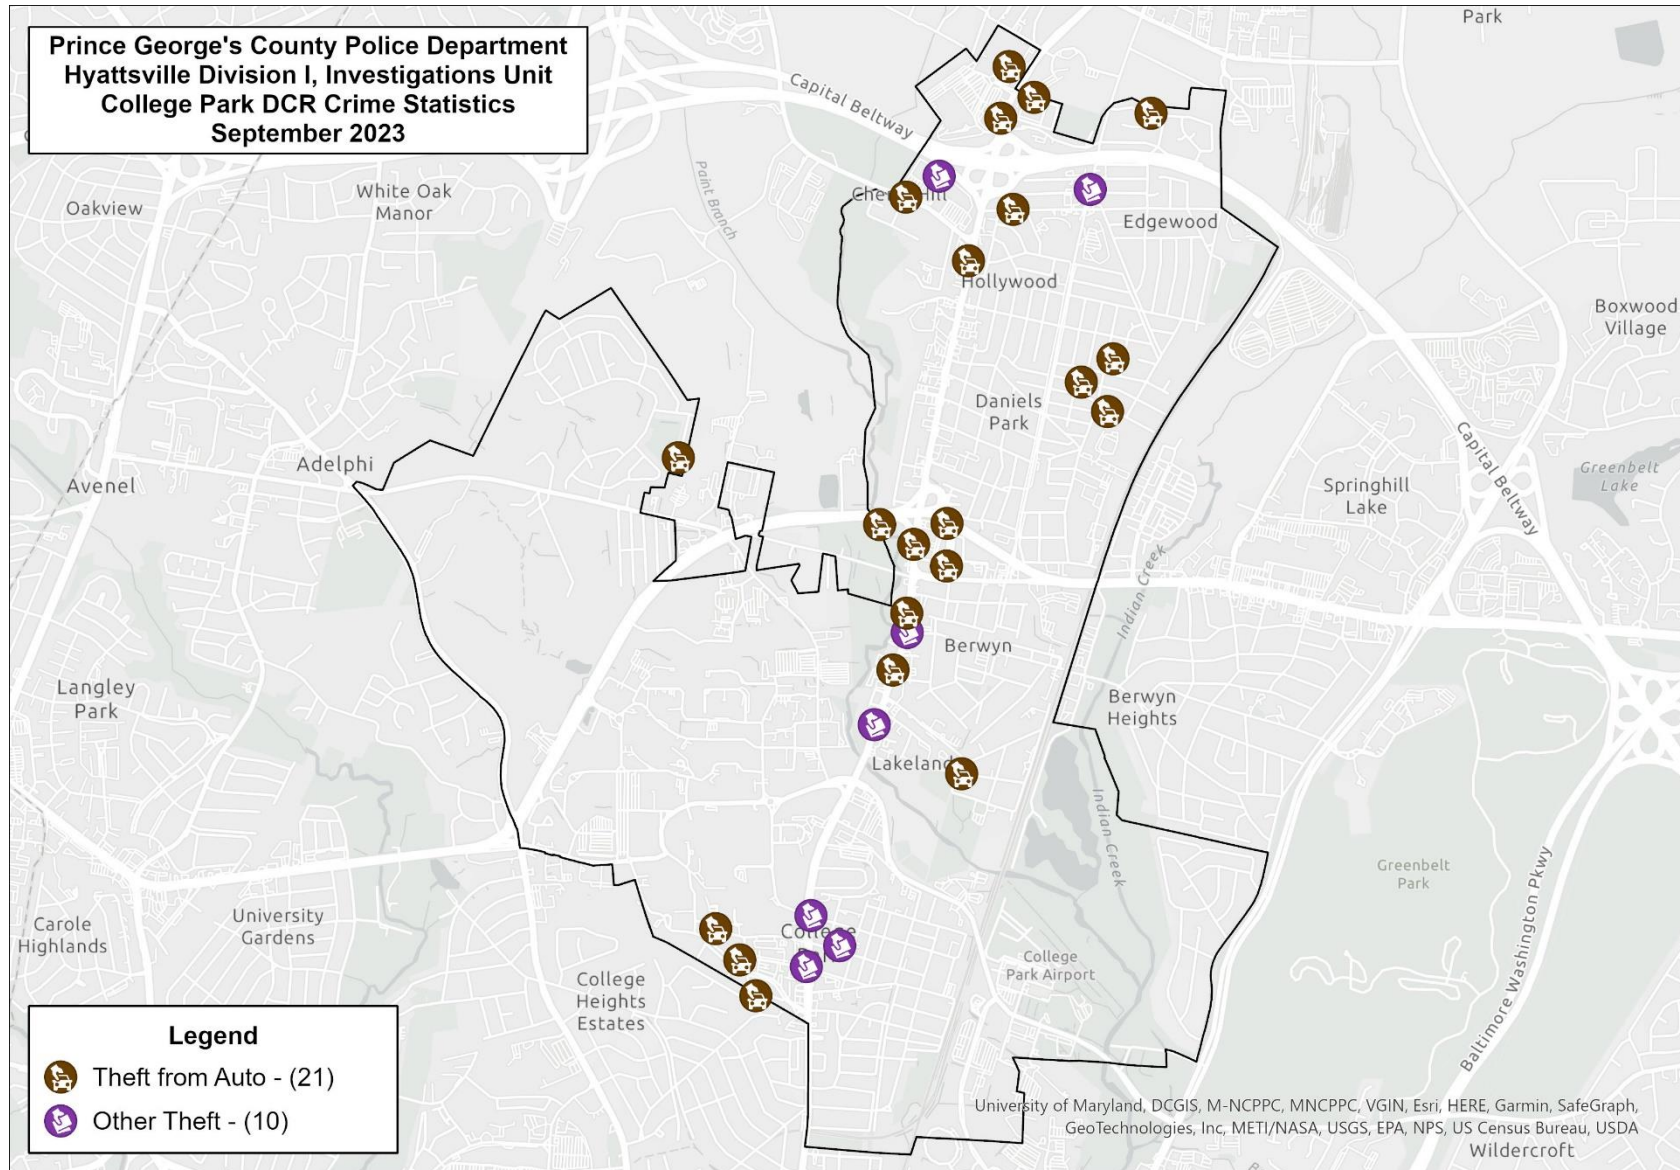 Prince George's County Police Department
Hyattsville Division I, Investigations Unit
College Park DCR Crime Statistics
September 2023
Park
Capital Beltway
Paint Branch
White Oak
Manor
Oakview
Edgewood
Hollywood
Boxwood
Village
Daniels
Park
Capital Beltway
Adelphi
Avenel
Springhill
Lake
Greenbelt
Lake
Indian Creek
Berwyn
Langley
Park
Berwyn
Heights
Lakeland
Indian Creek
Greenbelt
Park
Baltimore Washington Pkwy
Carole
Highlands
University
Gardens
College
College
Park Airport
College
Heights
Estates
Legend
Theft from Auto - (21)
Other Theft - (10)
University of Maryland, DCGIS, M-NCPPC, MNCPPC, VGIN, Esri, HERE, Garmin, SafeGraph,
GeoTechnologies, Inc, METI/NASA, USGS, EPA, NPS, US Census Bureau, USDA
Wildercroft